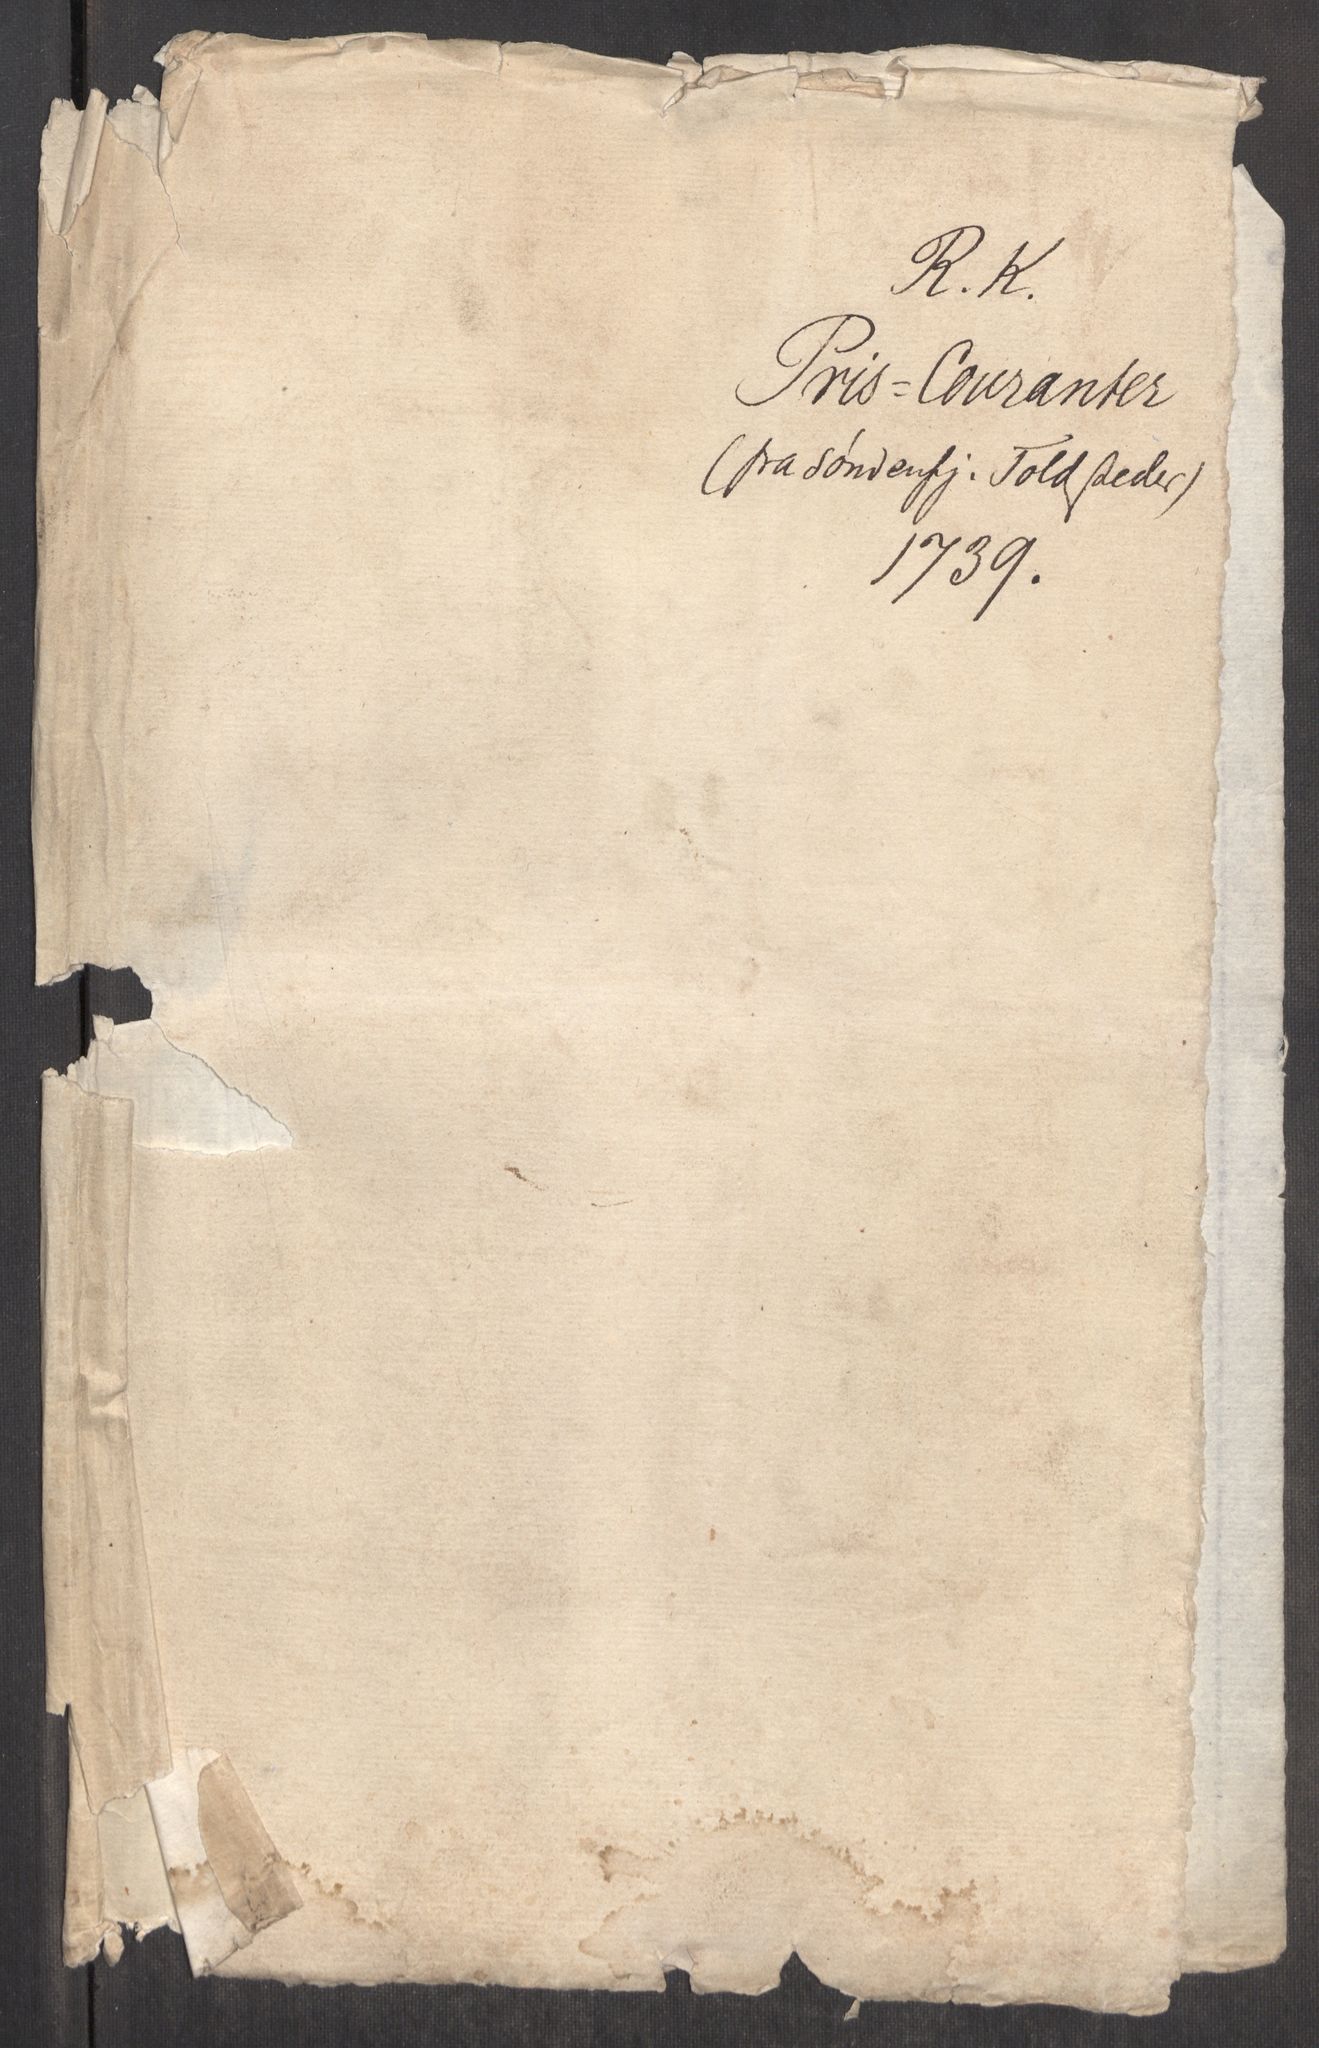 R. K.
Pris=Couranter
(fra söndenfj. Toldsteder)
1739.